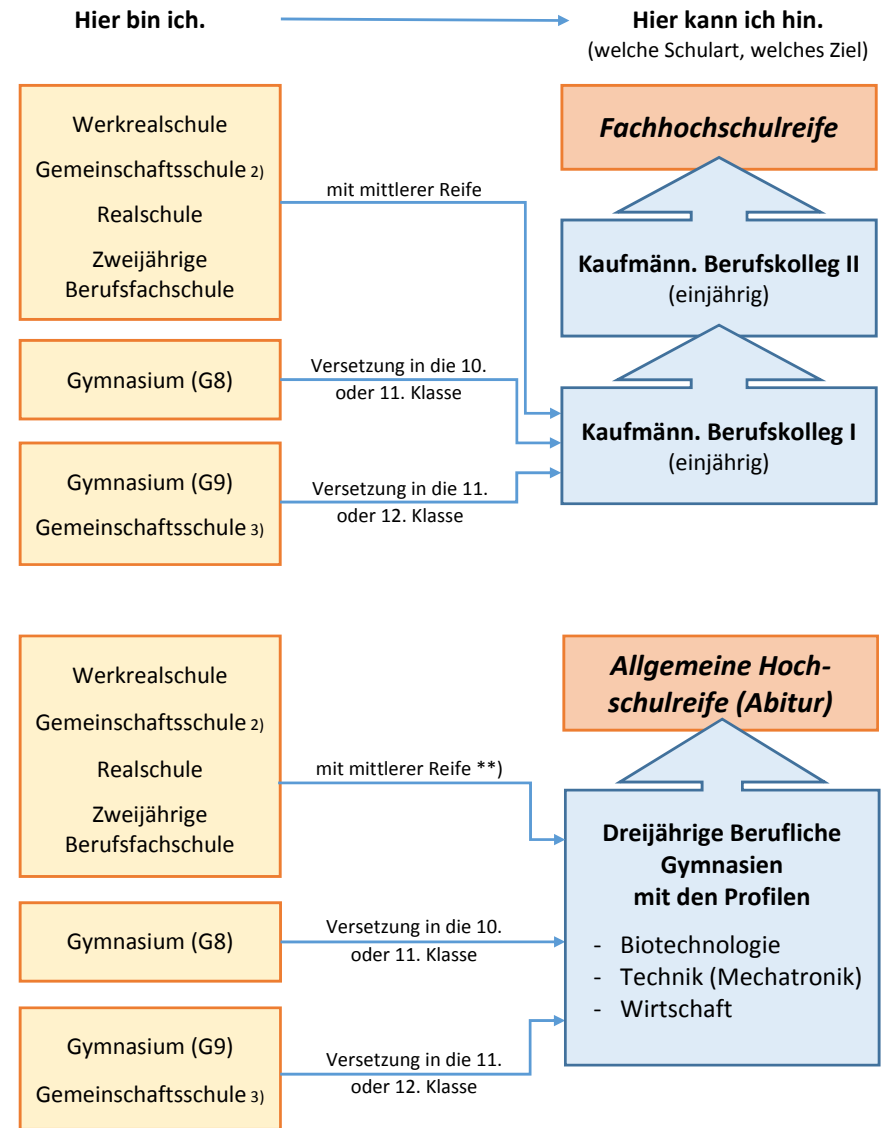 Hier bin ich.
Hier kann ich hin.
(welche Schulart, welches Ziel)
Werkrealschule
Gemeinschaftsschule 2)
Realschule
Zweijährige
Berufsfachschule
mit mittlerer Reife
Fachhochschulreife
Kaufmänn. Berufskolleg II
(einjährig)
Gymnasium (G8)
Versetzung in die 10.
oder 11. Klasse
Kaufmänn. Berufskolleg I
(einjährig)
Gymnasium (G9)
Gemeinschaftsschule 3)
Versetzung in die 11.
oder 12. Klasse
Werkrealschule
Gemeinschaftsschule 2)
Realschule
Zweijährige
Berufsfachschule
mit mittlerer Reife **)
Allgemeine Hoch-
schulreife (Abitur)
Dreijährige Berufliche
Gymnasien
mit den Profilen
- Biotechnologie
- Technik (Mechatronik)
- Wirtschaft
Gymnasium (G8)
Versetzung in die 10.
oder 11. Klasse
Gymnasium (G9)
Gemeinschaftsschule 3)
Versetzung in die 11.
oder 12. Klasse